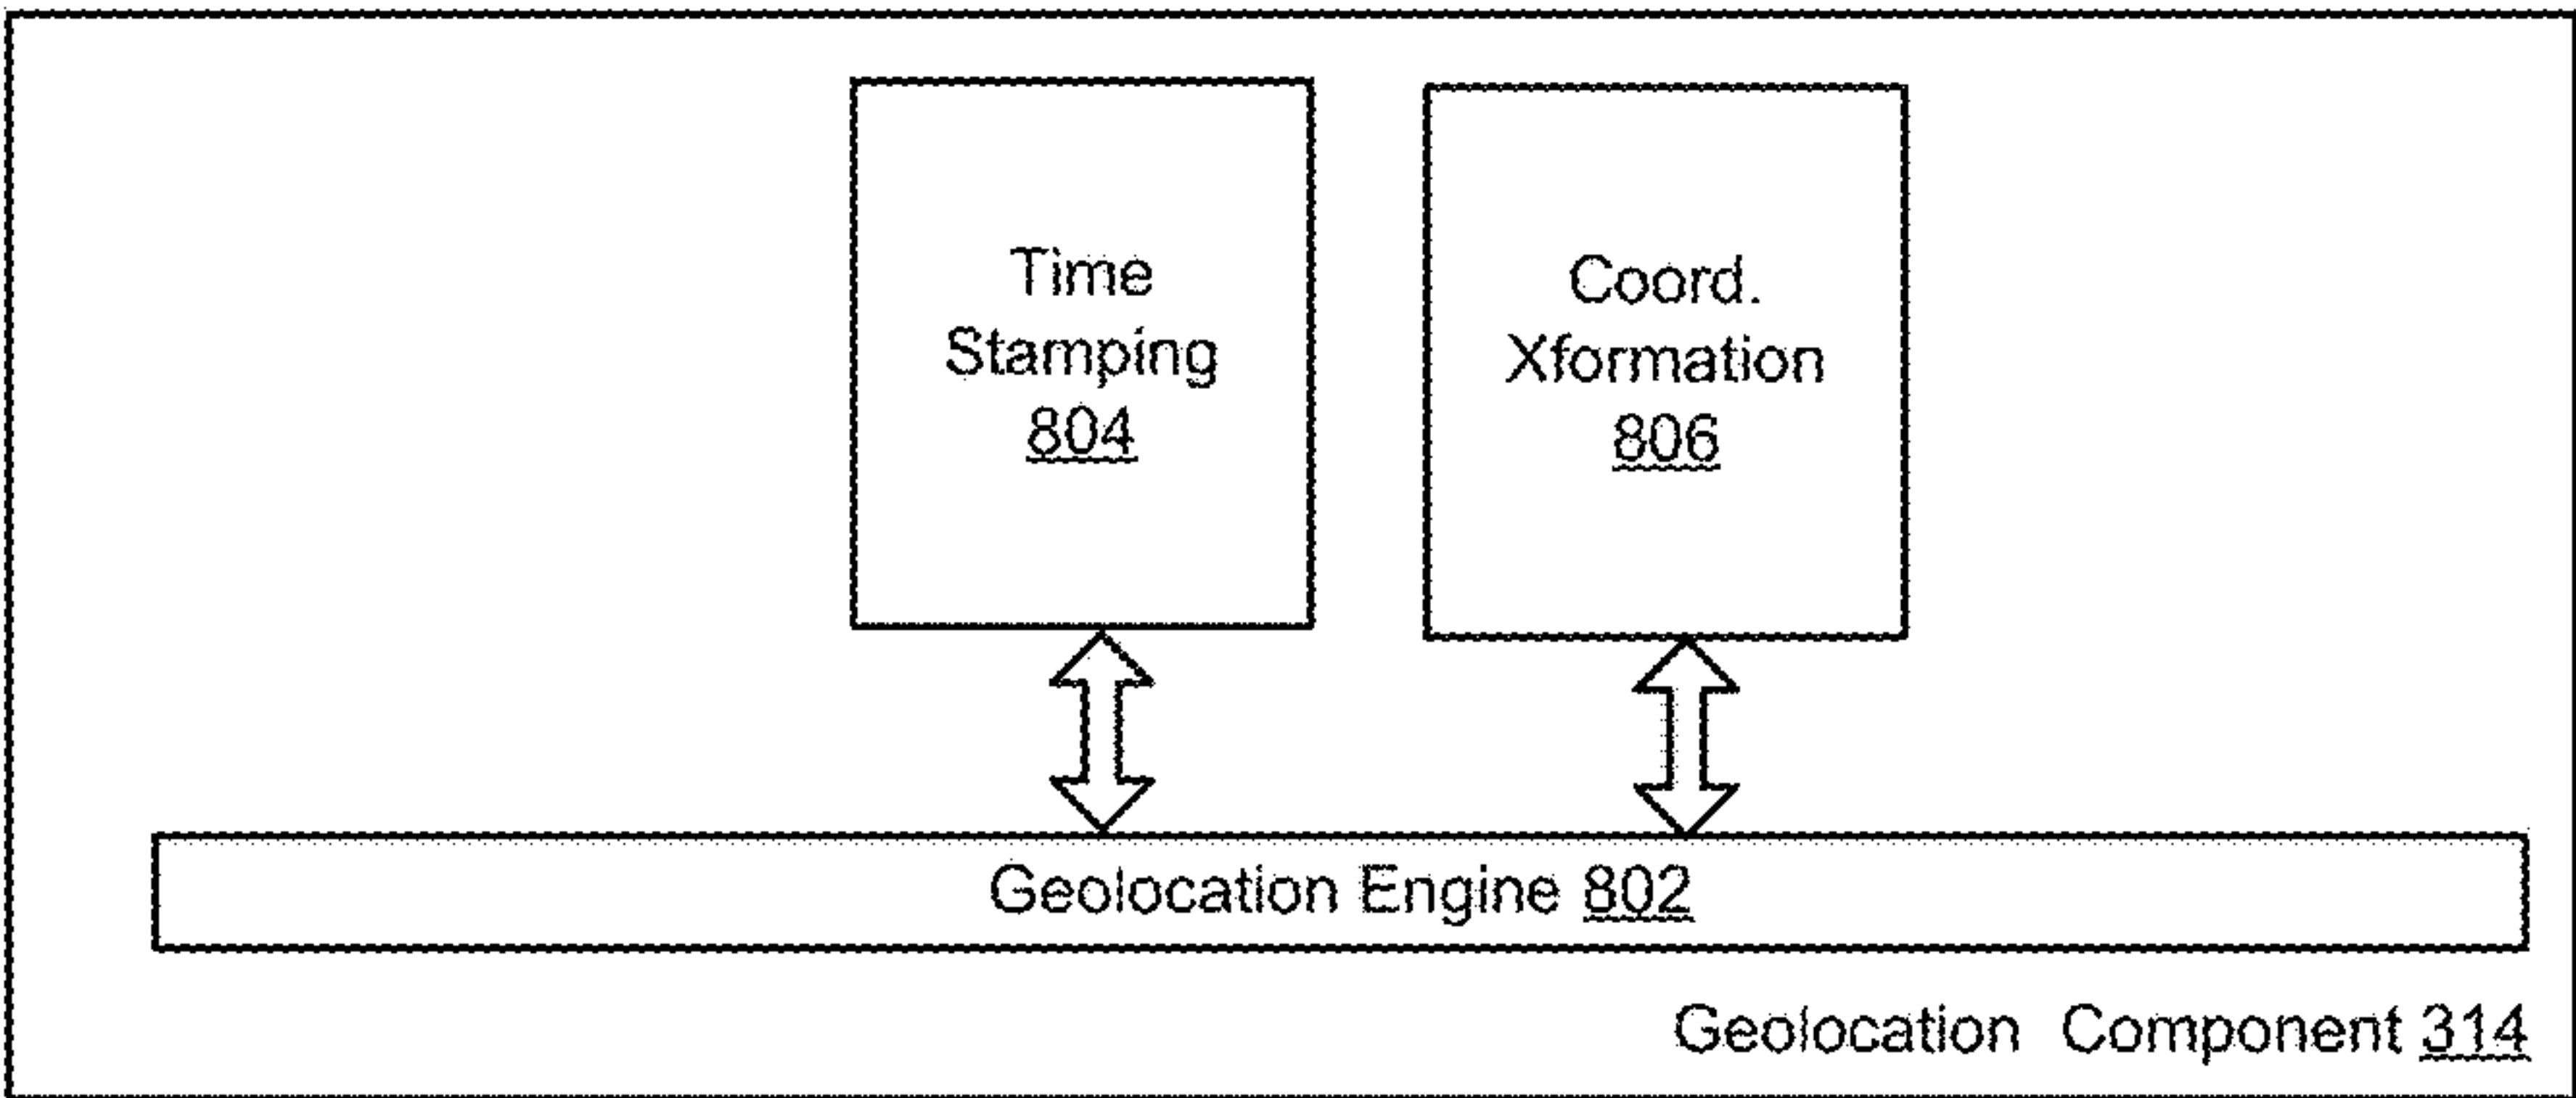 Time
Stamping
804
Coord.
Xformation
806
Geolocation Engine 802
Geolocation Component 314